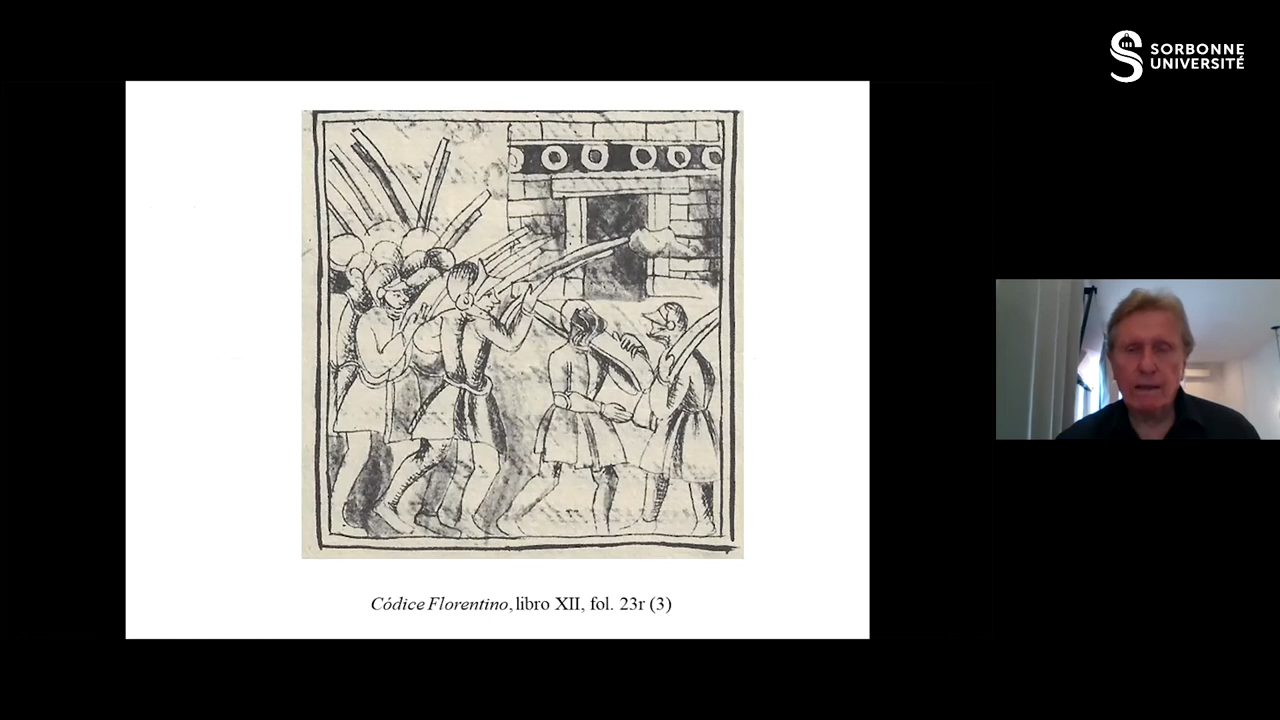 SORBONNE
UNIVERSITÉ
Códice Florentino, libro XII, fol. 23r (3)